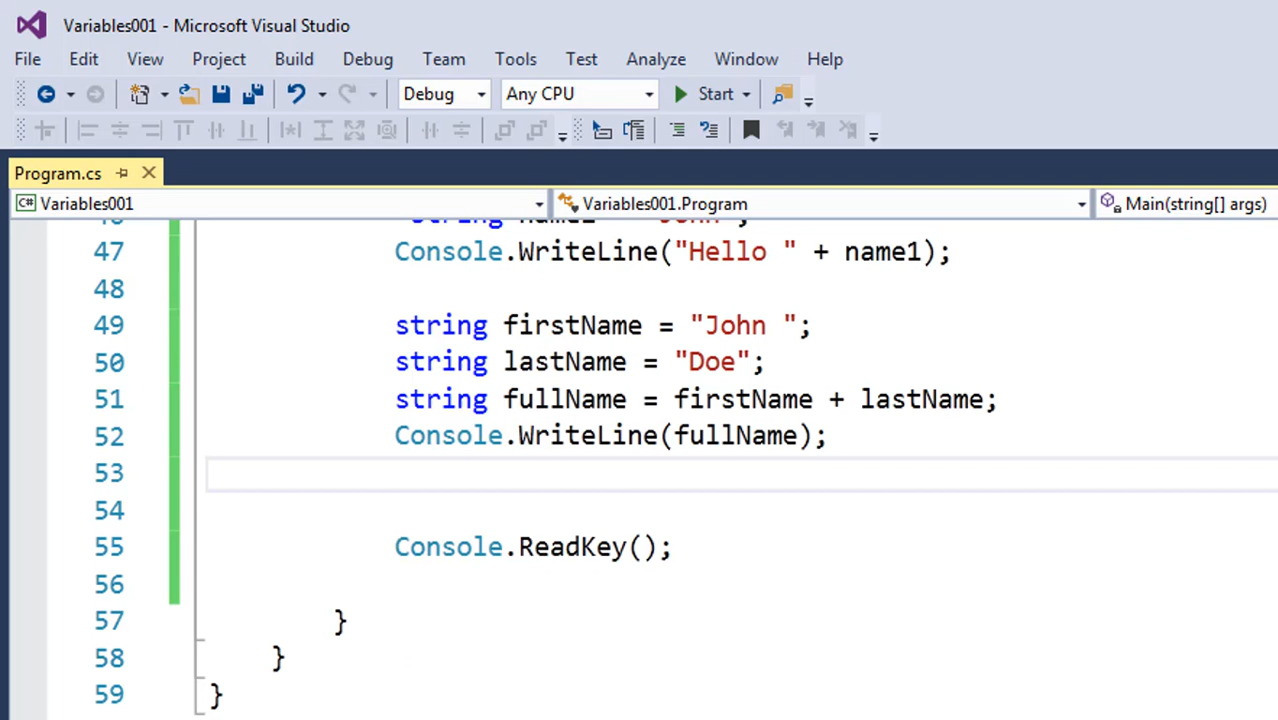 Variables001 - Microsoft Visual Studio
File Edit View Project Build Debug Team Tools Test Analyze Window Help
Debug Any CPU Start
Program.cs
C# Variables001 Variables001.Program Main(string[] args)
47 Console.WriteLine("Hello " + name1);
48
49 string firstName = "John ";
50 string lastName = "Doe";
51 string fullName = firstName + lastName;
52 Console.WriteLine(fullName);
53
54
55 Console.ReadKey();
56
57 }
58 }
59 }